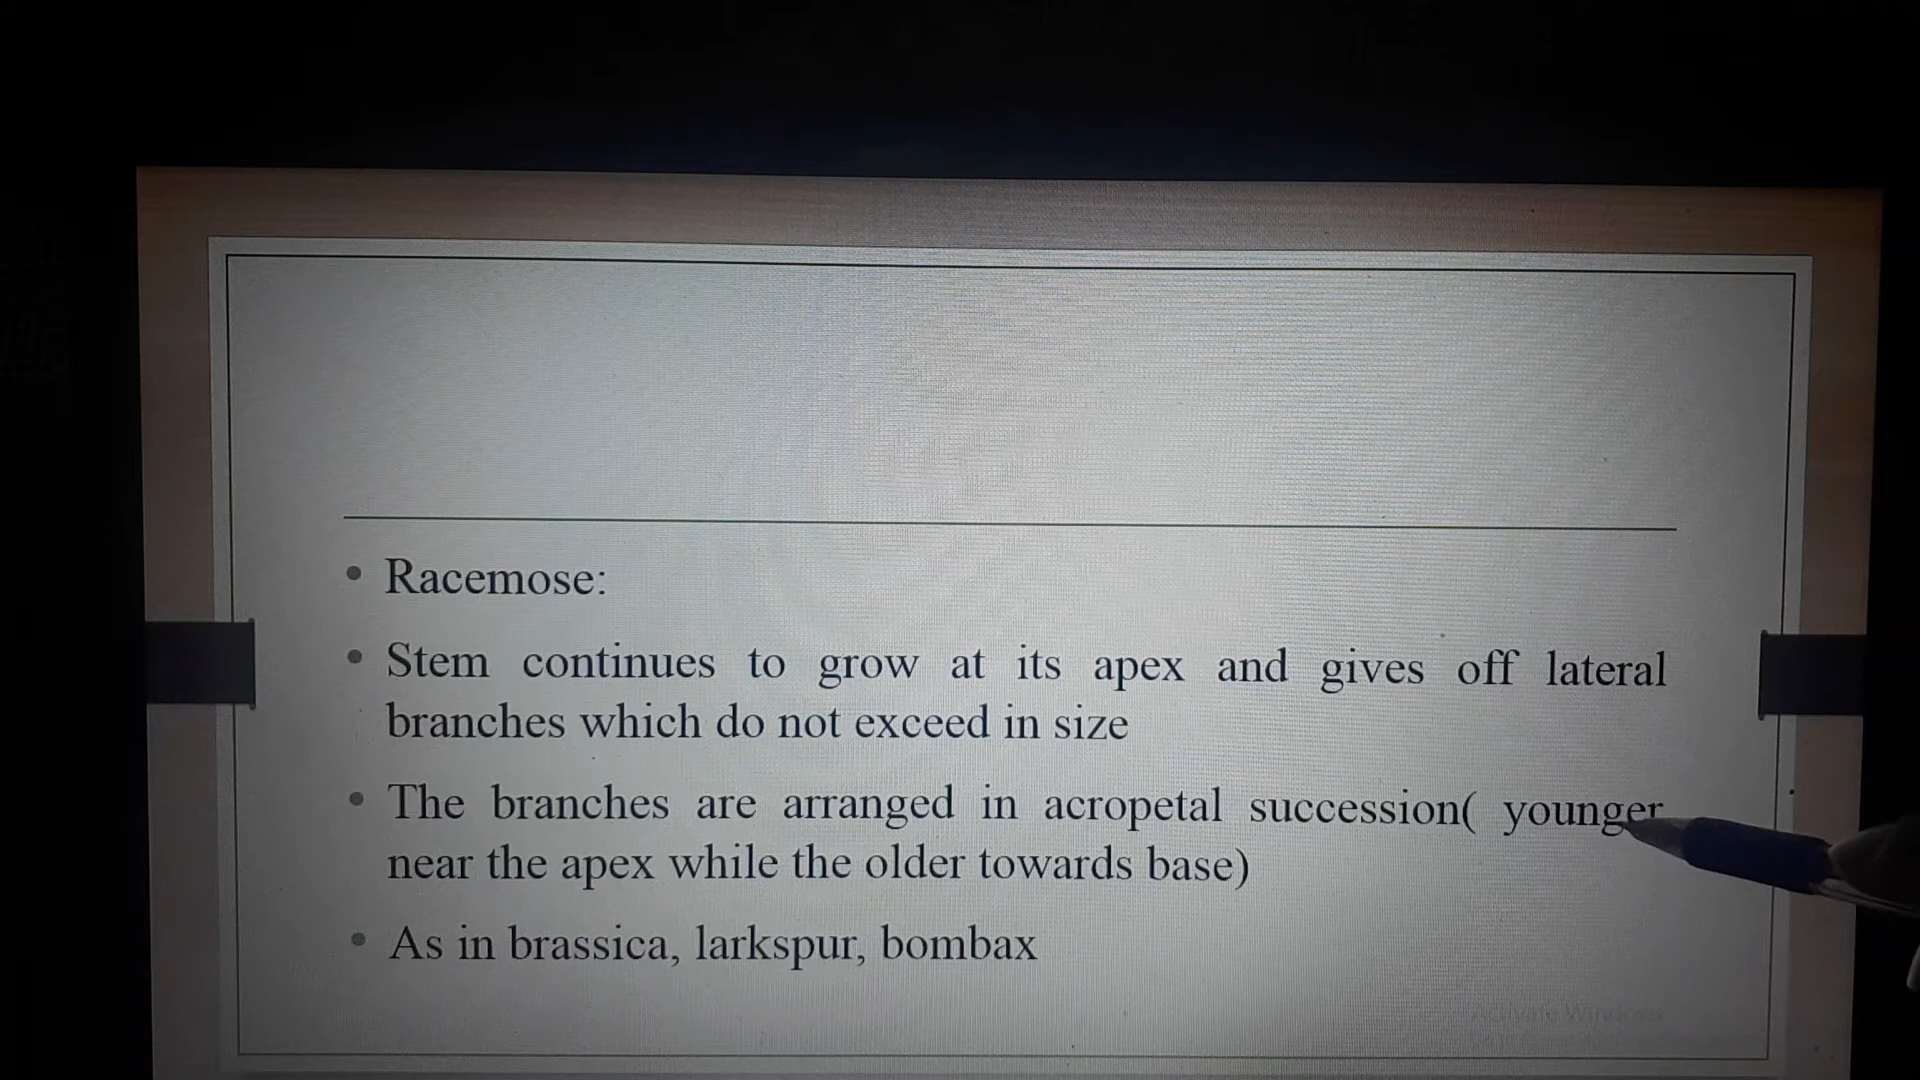 Racemose:
Stem continues to grow at its apex and gives off lateral
branches which do not exceed in size
The branches are arranged in acropetal succession( younger
near the apex while the older towards base)
As in brassica, larkspur, bombax
Activate Windows